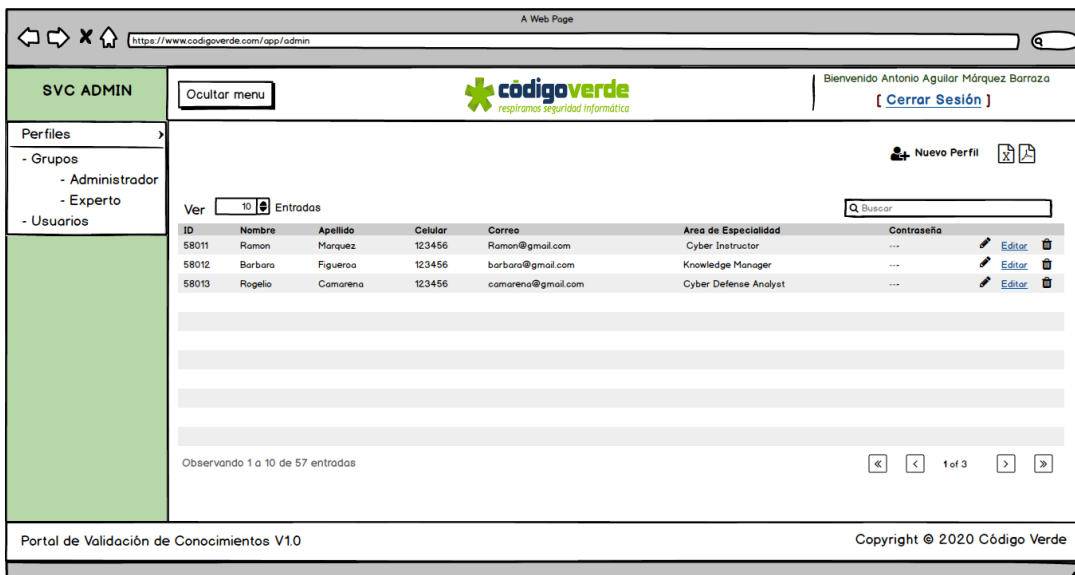 A Web Page
https://www.codigoverde.com/app/admin
SVC ADMIN
Ocultar menu
códigoverde
respiramos seguridad informática
Bienvenido Antonio Aguilar Márquez Barraza
[ Cerrar Sesión ]
Perfiles
- Grupos
- Administrador
- Experto
- Usuarios
Nuevo Perfil
Ver 10 Entradas
Buscar
ID Nombre Apellido Celular Correo Area de Especialidad Contraseña
58011 Ramon Marquez 123456 Ramon@gmail.com Cyber Instructor --- Editar
58012 Barbara Figueroa 123456 barbara@gmail.com Knowledge Manager --- Editar
58013 Rogelio Camarena 123456 camarena@gmail.com Cyber Defense Analyst --- Editar
Observando 1 a 10 de 57 entradas
1 of 3
Portal de Validación de Conocimientos V1.0
Copyright © 2020 Código Verde